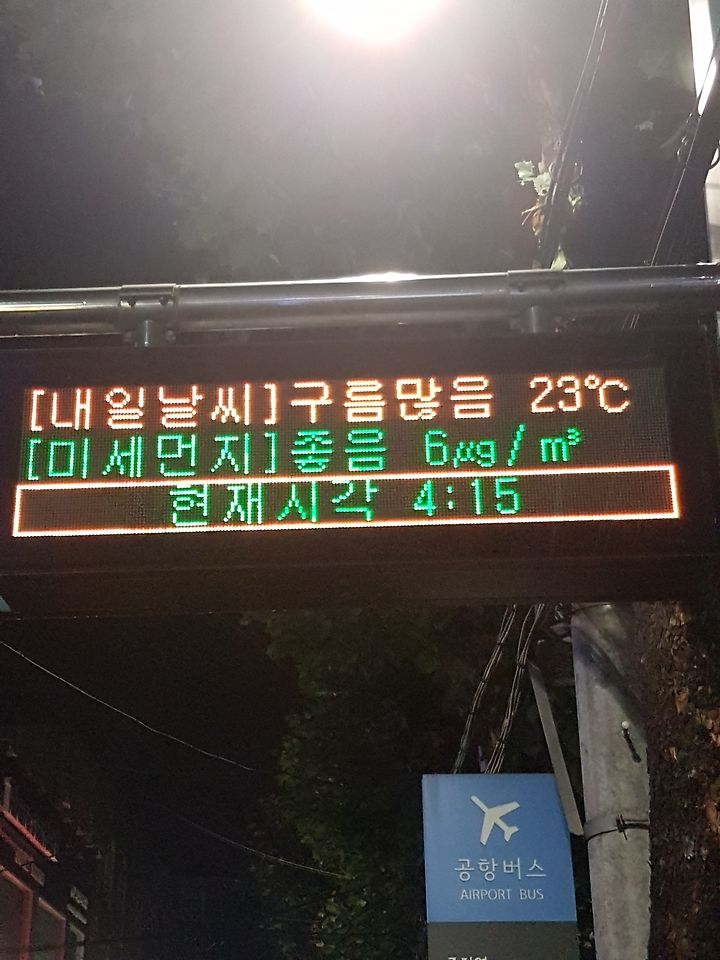 [내일날씨]구름많음 23℃
[미세먼지]좋음 6㎍/㎥
현재시각 4:15
공항버스
AIRPORT BUS